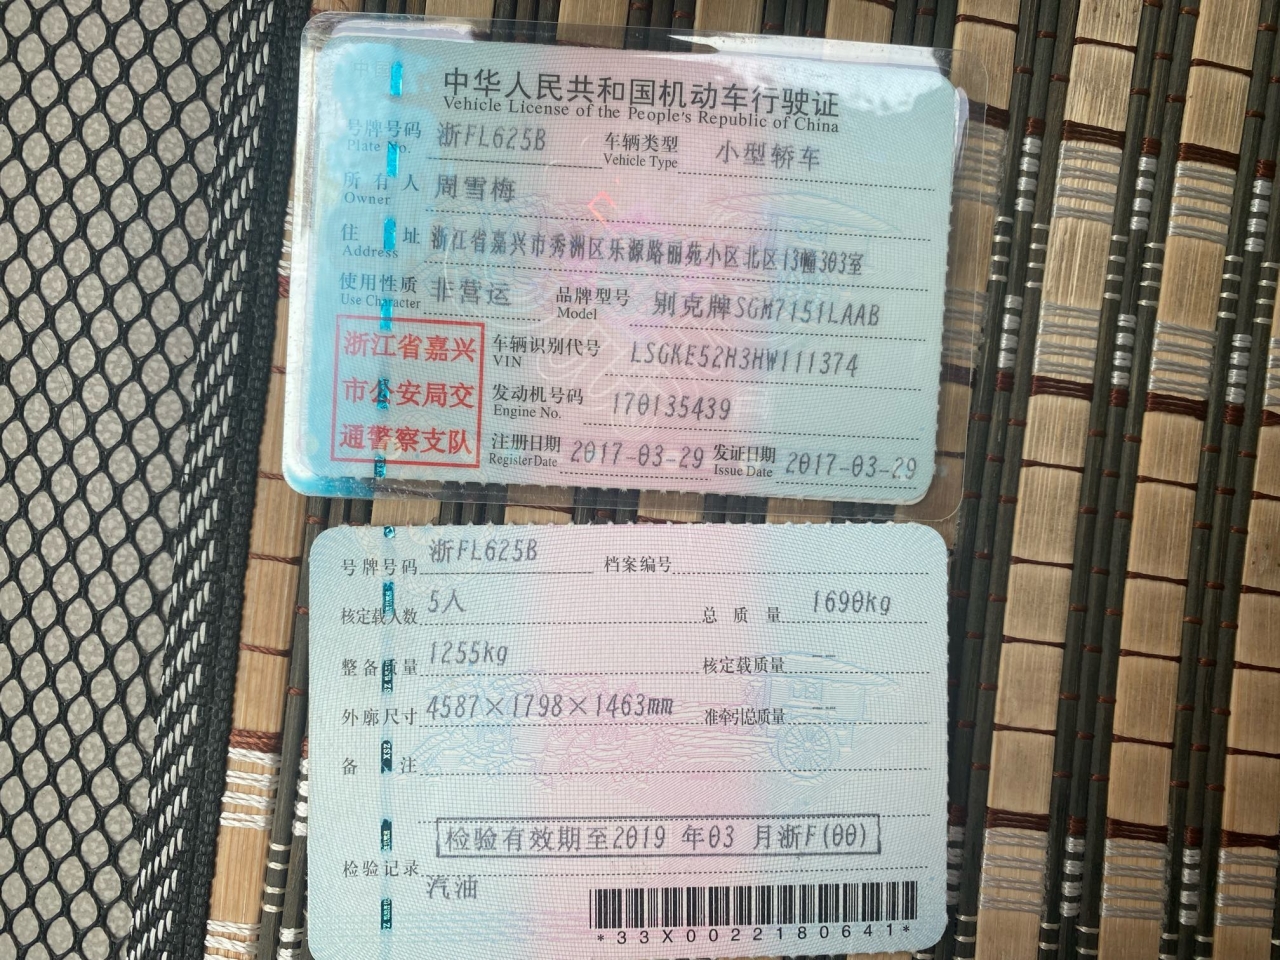 中华人民共和国机动车行驶证
Vehicle License of the People's Republic of China
号牌号码 浙FL625B 车辆类型 小型轿车
Plate No. Vehicle Type
所有人 周雪梅
Owner
住址 浙江省嘉兴市秀洲区乐源路丽苑小区北区13幢303室
Address
使用性质 非营运 品牌型号 别克牌SGM7151LAAB
Use Character Model
浙江省嘉兴
市公安局交
通警察支队
车辆识别代号 LSGKE52H3HW111374
VIN
发动机号码 170135439
Engine No.
注册日期 2017-03-29 发证日期 2017-03-29
Register Date Issue Date
号牌号码 浙FL625B 档案编号
核定载人数 5人 总质量 1690kg
整备质量 1255kg 核定载质量 --
外廓尺寸 4587×1798×1463mm 准牵引总质量 --
备注
检验有效期至2019 年03 月浙F(00)
检验记录
汽油
*33X0022180641*